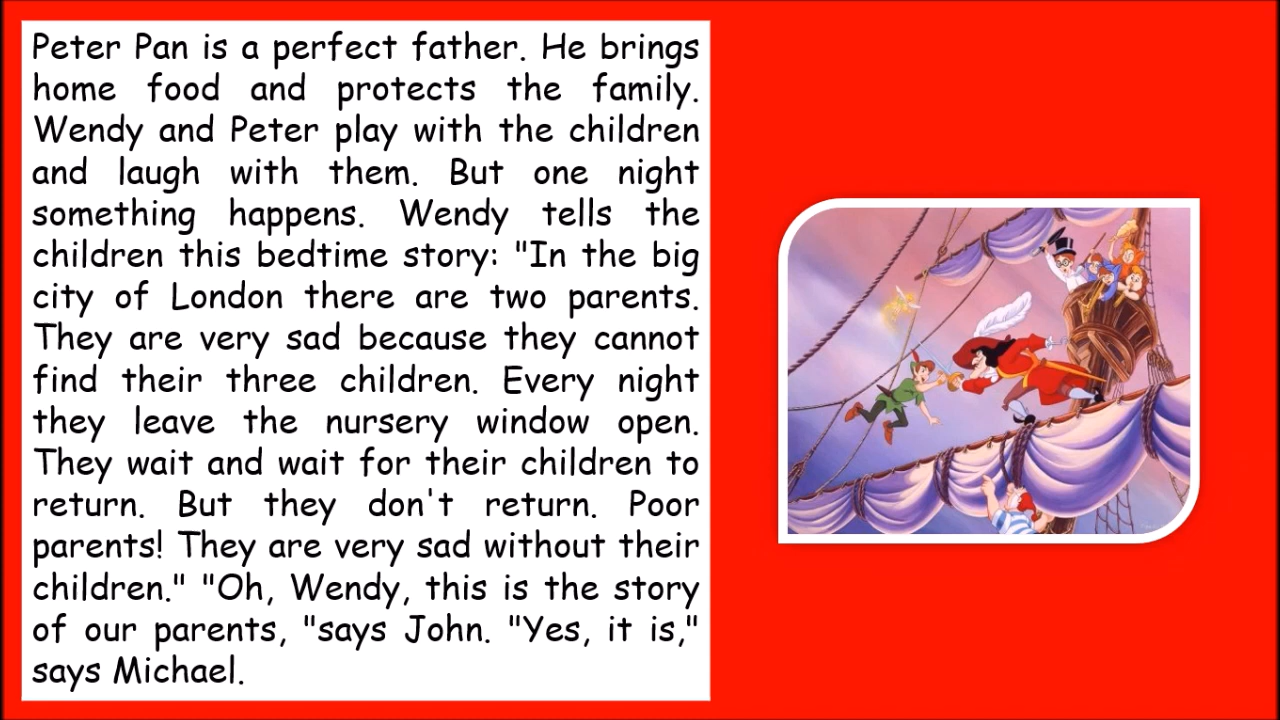 Peter Pan is a perfect father. He brings
home food and protects the family.
Wendy and Peter play with the children
and laugh with them. But one night
something happens. Wendy tells the
children this bedtime story: "In the big
city of London there are two parents.
They are very sad because they cannot
find their three children. Every night
they leave the nursery window open.
They wait and wait for their children to
return. But they don't return. Poor
parents! They are very sad without their
children." "Oh, Wendy, this is the story
of our parents, "says John. "Yes, it is,"
says Michael.